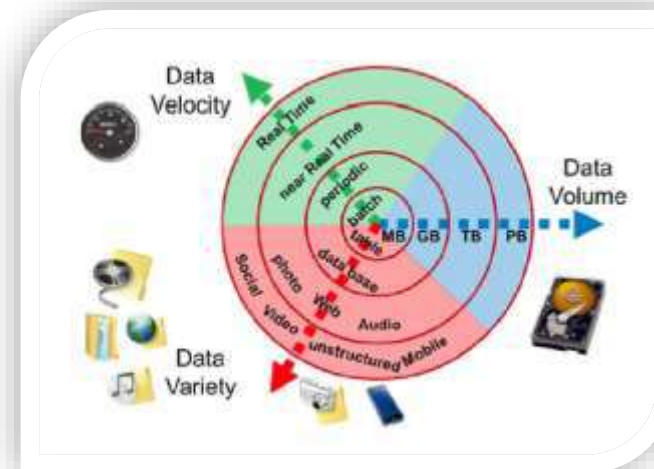 Data
Velocity
Real Time
near Real Time
periodic
batch
Data
Volume
MB GB TB PB
table
data base
photo Web Audio
Social Video unstructured/Mobile
Data
Variety